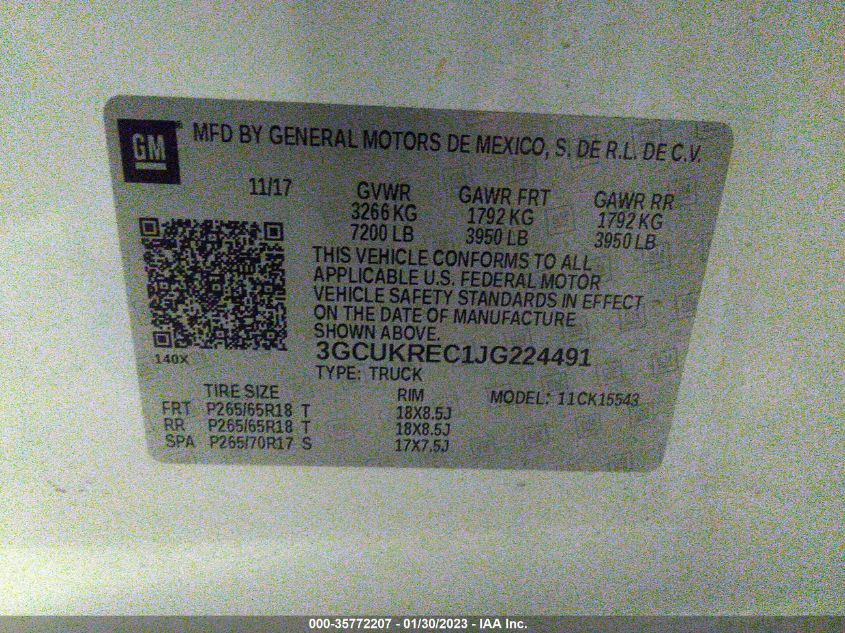 GM
MFD BY GENERAL MOTORS DE MEXICO, S. DE R.L. DE C.V.
11/17 GVWR GAWR FRT GAWR RR
3266 KG 1792 KG 1792 KG
7200 LB 3950 LB 3950 LB
THIS VEHICLE CONFORMS TO ALL
APPLICABLE U.S. FEDERAL MOTOR
VEHICLE SAFETY STANDARDS IN EFFECT
ON THE DATE OF MANUFACTURE
SHOWN ABOVE.
140X 3GCUKREC1JG224491
TYPE: TRUCK
TIRE SIZE RIM MODEL: 11CK15543
FRT P265/65R18 T 18X8.5J
RR P265/65R18 T 18X8.5J
SPA P265/70R17 S 17X7.5J
000-35772207 - 01/30/2023 - IAA Inc.